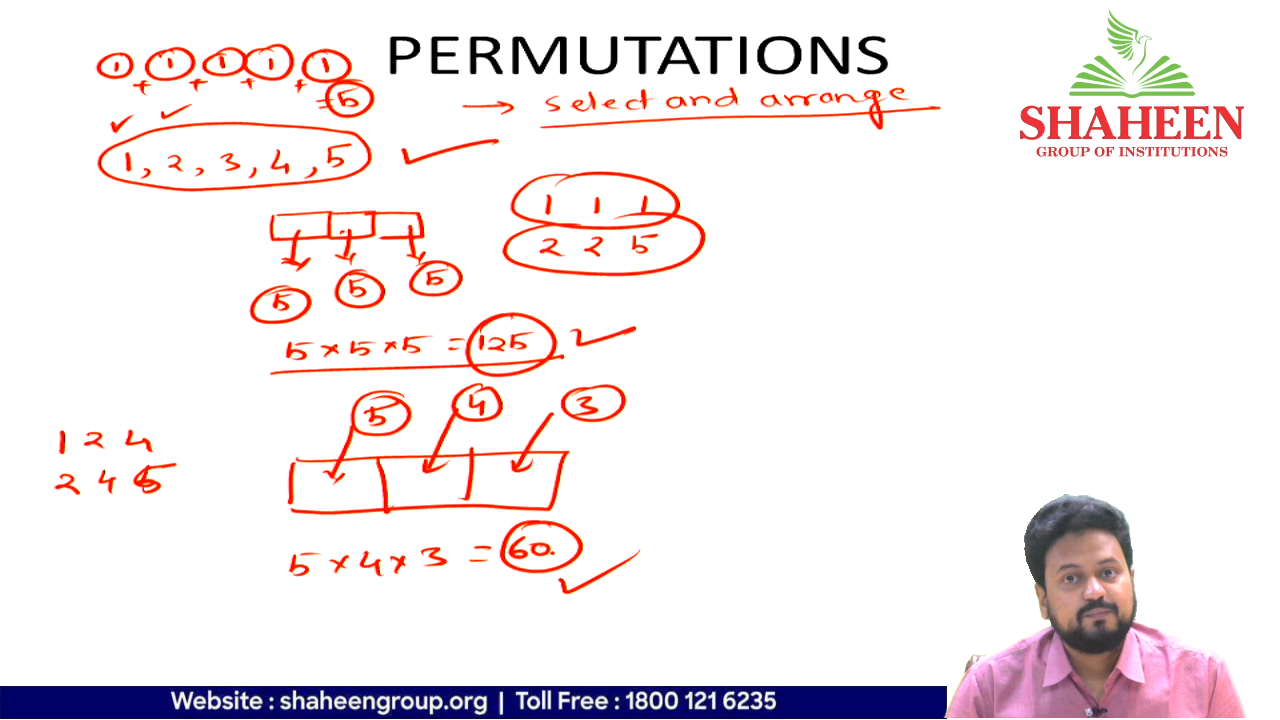 PERMUTATIONS
1 + 1 + 1 + 1 + 1
= 5
→ select and arrange
1, 2, 3, 4, 5
1 1 1
2 2 5
5 5 5
5 × 5 × 5 = 125
5 4 3
1 2 4
2 4 5
5 × 4 × 3 = 60.
SHAHEEN
GROUP OF INSTITUTIONS
Website : shaheengroup.org | Toll Free : 1800 121 6235